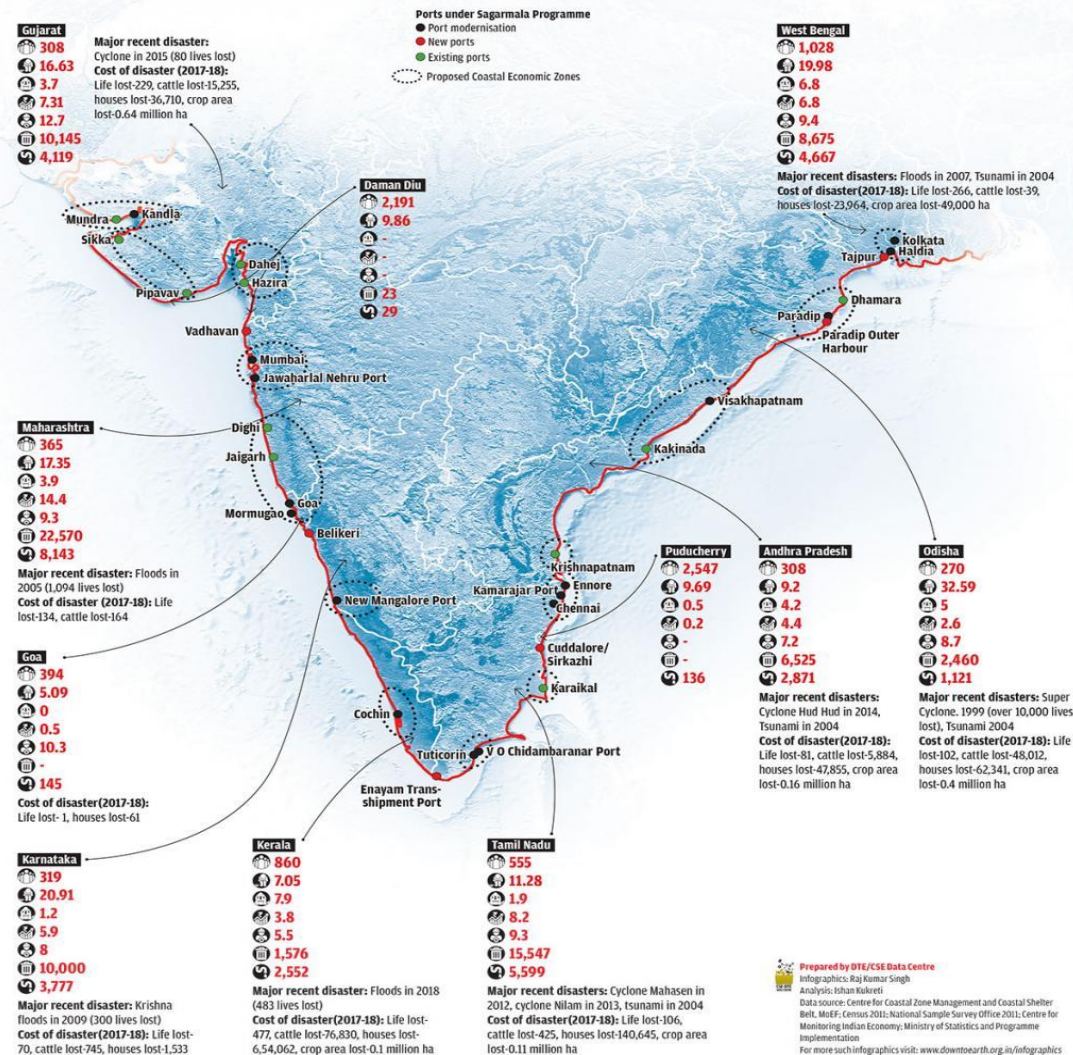 Ports under Sagarmala Programme
Port modernisation
New ports
Existing ports
Proposed Coastal Economic Zones
Gujarat
308
16.63
3.7
7.31
12.7
10,145
4,119
Major recent disaster:
Cyclone in 2015 (80 lives lost)
Cost of disaster (2017-18):
Life lost-229, cattle lost-15,255,
houses lost-36,710, crop area
lost-0.64 million ha
West Bengal
1,028
19.98
6.8
6.8
9.4
8,675
4,667
Major recent disasters: Floods in 2007, Tsunami in 2004
Cost of disaster(2017-18): Life lost-266, cattle lost-39,
houses lost-23,964, crop area lost-49,000 ha
Daman Diu
2,191
9.86
-
-
-
23
29
Mundra
Kandla
Sikka
Pipavav
Dahej
Hazira
Vadhavan
Mumbai
Jawaharlal Nehru Port
Dighi
Jaigarh
Goa
Mormugao
Belikeri
New Mangalore Port
Cochin
Tuticorin
V O Chidambaranar Port
Enayam Trans-
shipment Port
Kolkata
Haldia
Tajpur
Dhamara
Paradip
Paradip Outer
Harbour
Visakhapatnam
Kakinada
Krishnapatnam
Ennore
Kamarajar Port
Chennai
Cuddalore/
Sirkazhi
Karaikal
Maharashtra
365
17.35
3.9
14.4
9.3
22,570
8,143
Major recent disaster: Floods in
2005 (1,094 lives lost)
Cost of disaster (2017-18): Life
lost-134, cattle lost-164
Goa
394
5.09
0
0.5
10.3
-
145
Cost of disaster(2017-18):
Life lost- 1, houses lost-61
Puducherry
2,547
9.69
0.5
0.2
-
-
136
Andhra Pradesh
308
9.2
4.2
4.4
7.2
6,525
2,871
Major recent disasters:
Cyclone Hud Hud in 2014,
Tsunami in 2004
Cost of disaster(2017-18):
Life lost-81, cattle lost-5,884,
houses lost-47,855, crop area
lost-0.16 million ha
Odisha
270
32.59
5
2.6
8.7
2,460
1,121
Major recent disasters: Super
Cyclone. 1999 (over 10,000 lives
lost), Tsunami 2004
Cost of disaster(2017-18): Life
lost-102, cattle lost-48,012,
houses lost-62,341, crop area
lost-0.4 million ha
Karnataka
319
20.91
1.2
5.9
8
10,000
3,777
Major recent disaster: Krishna
floods in 2009 (300 lives lost)
Cost of disaster(2017-18): Life lost-
70, cattle lost-745, houses lost-1,533
Kerala
860
7.05
7.9
3.8
5.5
1,576
2,552
Major recent disaster: Floods in 2018
(483 lives lost)
Cost of disaster(2017-18): Life lost-
477, cattle lost-76,830, houses lost-
6,54,062, crop area lost-0.1 million ha
Tamil Nadu
555
11.28
1.9
8.2
9.3
15,547
5,599
Major recent disasters: Cyclone Mahasen in
2012, cyclone Nilam in 2013, tsunami in 2004
Cost of disaster(2017-18): Life lost-106,
cattle lost-425, houses lost-140,645, crop area
lost-0.11 million ha
Prepared by DTE/CSE Data Centre
Infographics: Raj Kumar Singh
Analysis: Ishan Kukreti
Data source: Centre for Coastal Zone Management and Coastal Shelter
Belt, MoEF; Census 2011; National Sample Survey Office 2011; Centre for
Monitoring Indian Economy; Ministry of Statistics and Programme
Implementation
For more such infographics visit: www.downtoearth.org.in/infographics